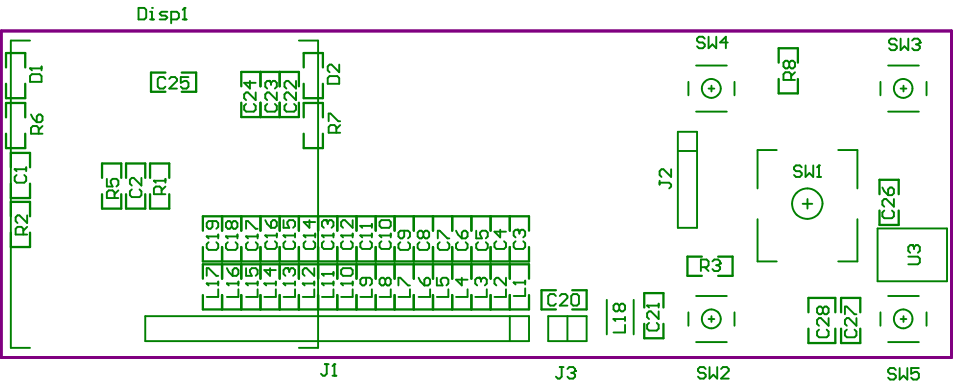 Disp1
SW4
SW3
D1
C25
C24
C23
C22
D2
R8
R6
R7
C1
R5
C2
R1
J2
SW1
R2
C26
C19
C18
C17
C16
C15
C14
C13
C12
C11
C10
C9
C8
C7
C6
C5
C4
C3
R3
U3
L17
L16
L15
L14
L13
L12
L11
L10
L9
L8
L7
L6
L5
L4
L3
L2
L1
C20
L18
C21
C28
C27
J1
J3
SW2
SW5